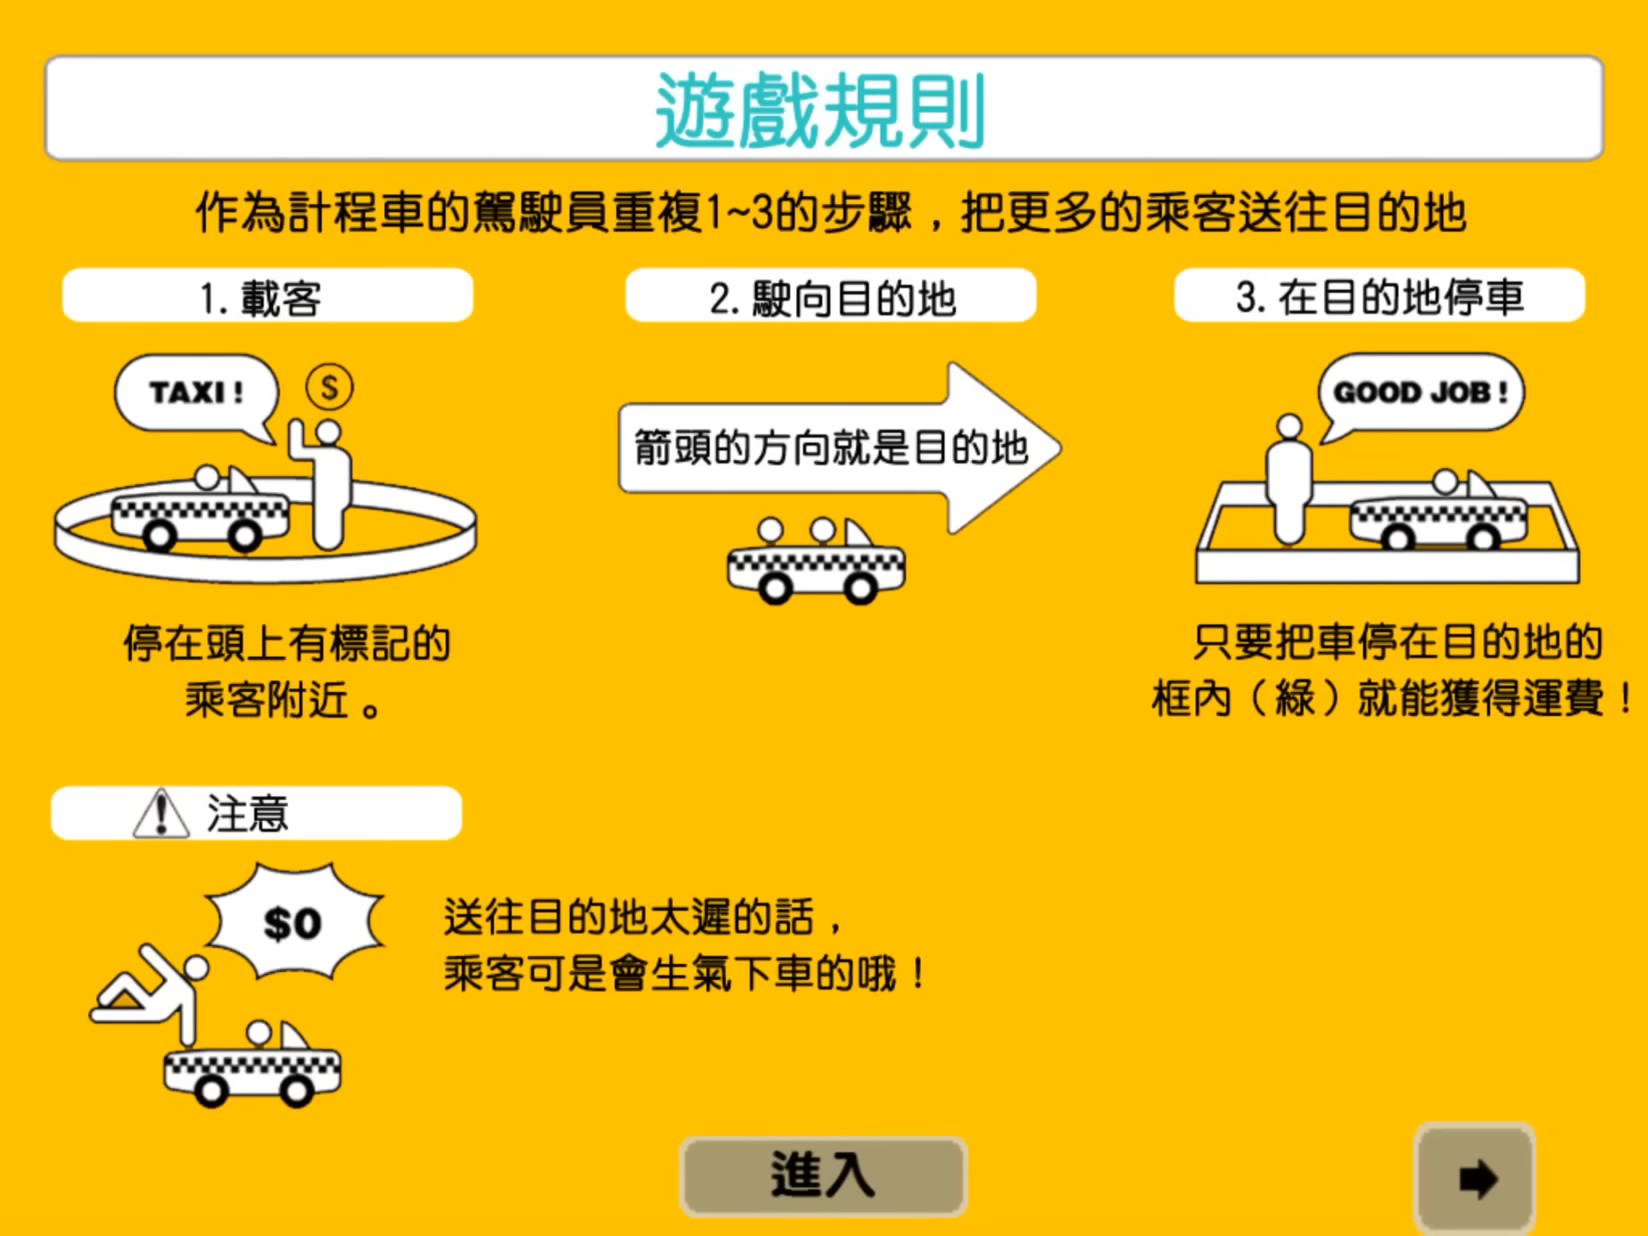 遊戲規則
作為計程車的駕駛員重複1~3的步驟，把更多的乘客送往目的地
1. 載客
2. 駛向目的地
3. 在目的地停車
TAXI !
$
箭頭的方向就是目的地
GOOD JOB !
停在頭上有標記的
乘客附近。
只要把車停在目的地的
框內（綠）就能獲得運費！
注意
$0
送往目的地太遲的話，
乘客可是會生氣下車的哦！
進入